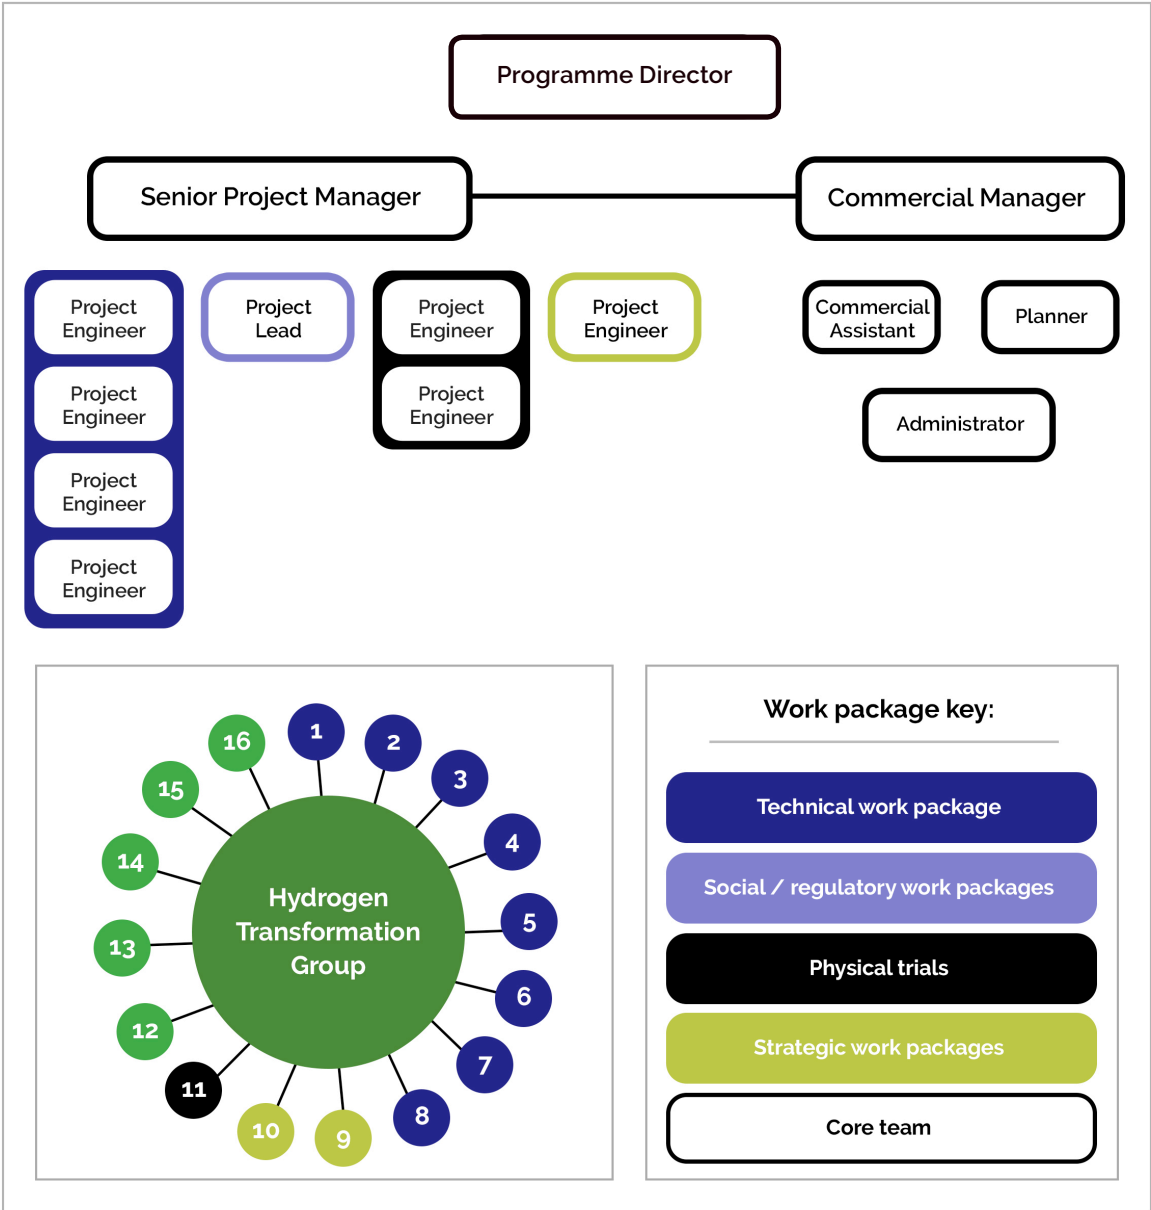 Programme Director
Senior Project Manager
Commercial Manager
Project
Engineer
Project
Lead
Project
Engineer
Project
Engineer
Commercial
Assistant
Planner
Project
Engineer
Project
Engineer
Administrator
Project
Engineer
Project
Engineer
Work package key:
Technical work package
Social / regulatory work packages
Physical trials
Strategic work packages
Core team
Hydrogen
Transformation
Group
1
2
3
4
5
6
7
8
9
10
11
12
13
14
15
16